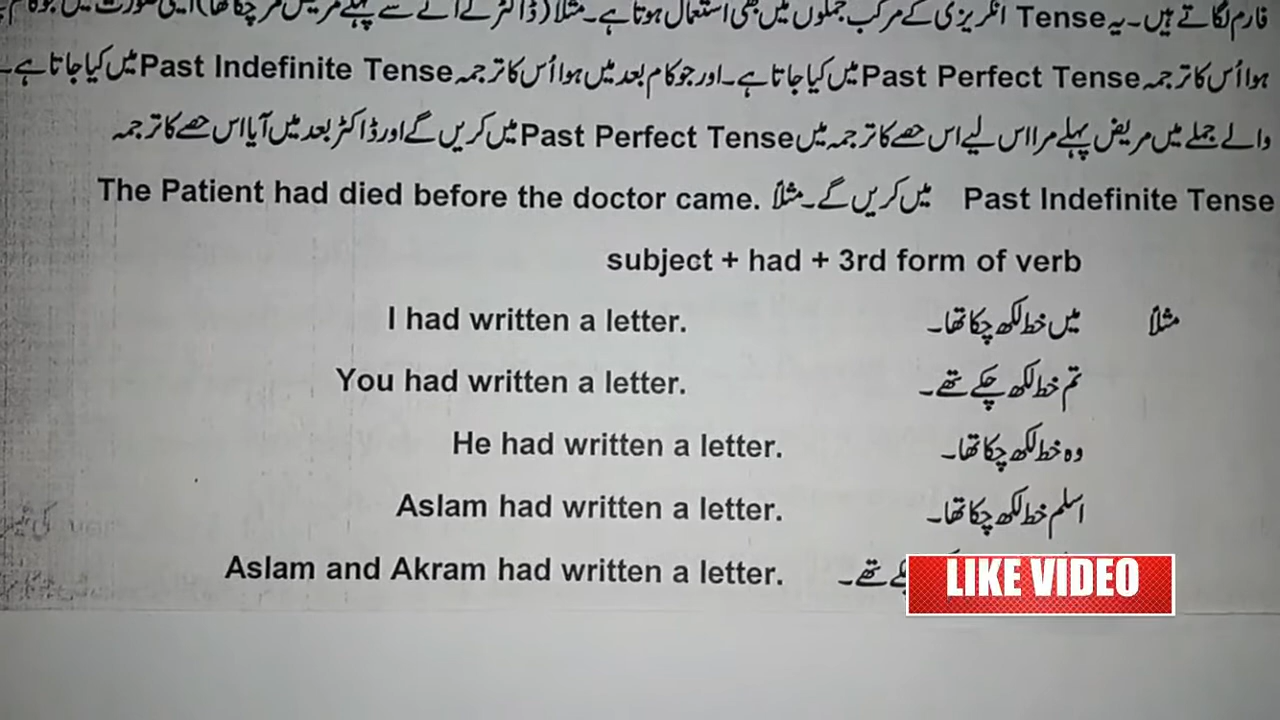 فارم لگاتے ہیں۔ یہ Tense انگریزی کے مرکب جملوں میں بھی استعمال ہوتا ہے۔ مثلاً (ڈاکٹر کے آنے سے پہلے مریض مر چکا تھا) ایسی صورت میں جو کام
ہوا اُس کا ترجمہ Past Perfect Tense میں کیا جاتا ہے۔ اور جو کام بعد میں ہوا اُس کا ترجمہ Past Indefinite Tense میں کیا جاتا ہے۔
والے جملے میں مریض پہلے مرا اس لیے اس حصے کا ترجمہ میں Past Perfect Tense میں کریں گے اور ڈاکٹر بعد میں آیا اس حصے کا ترجمہ
Past Indefinite Tense میں کریں گے۔ مثلاً The Patient had died before the doctor came.
subject + had + 3rd form of verb
مثلاً میں خط لکھ چکا تھا۔ I had written a letter.
تم خط لکھ چکے تھے۔ You had written a letter.
وہ خط لکھ چکا تھا۔ He had written a letter.
اسلم خط لکھ چکا تھا۔ Aslam had written a letter.
تھے۔ Aslam and Akram had written a letter.
LIKE VIDEO